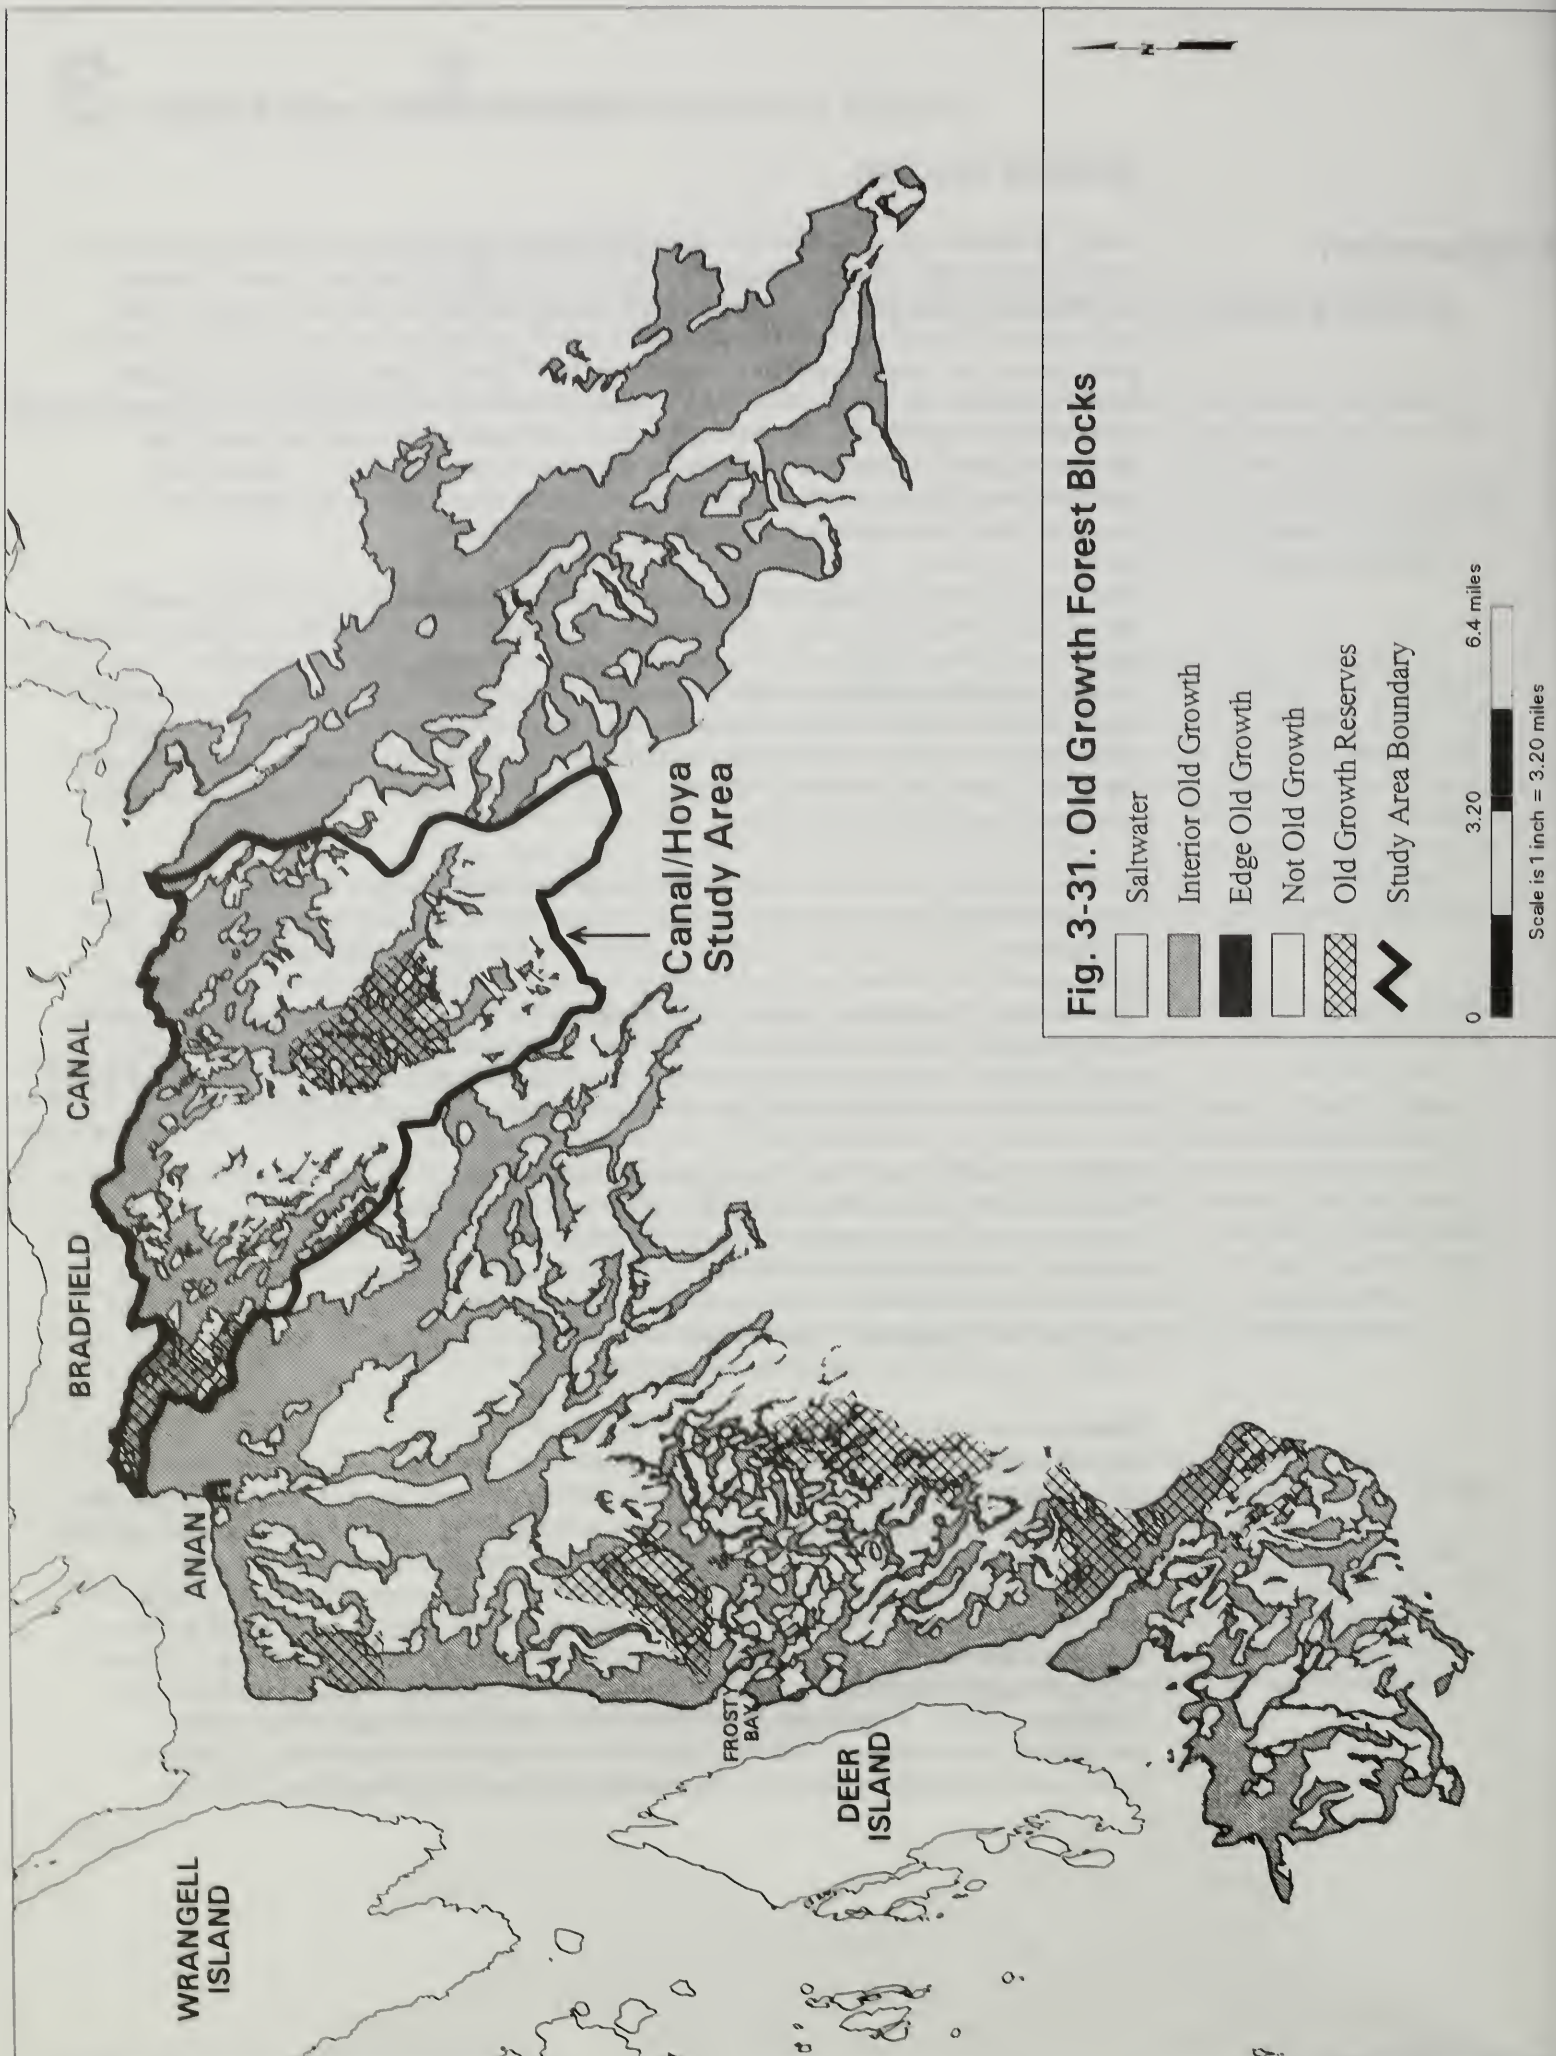 WRANGELL
ISLAND
ANAN
BRADFIELD CANAL
FROSTY
BAY
DEER
ISLAND
Canal/Hoya
Study Area
Fig. 3-31. Old Growth Forest Blocks
Saltwater
Interior Old Growth
Edge Old Growth
Not Old Growth
Old Growth Reserves
Study Area Boundary
0 3.20 6.4 miles
Scale is 1 inch = 3.20 miles
N